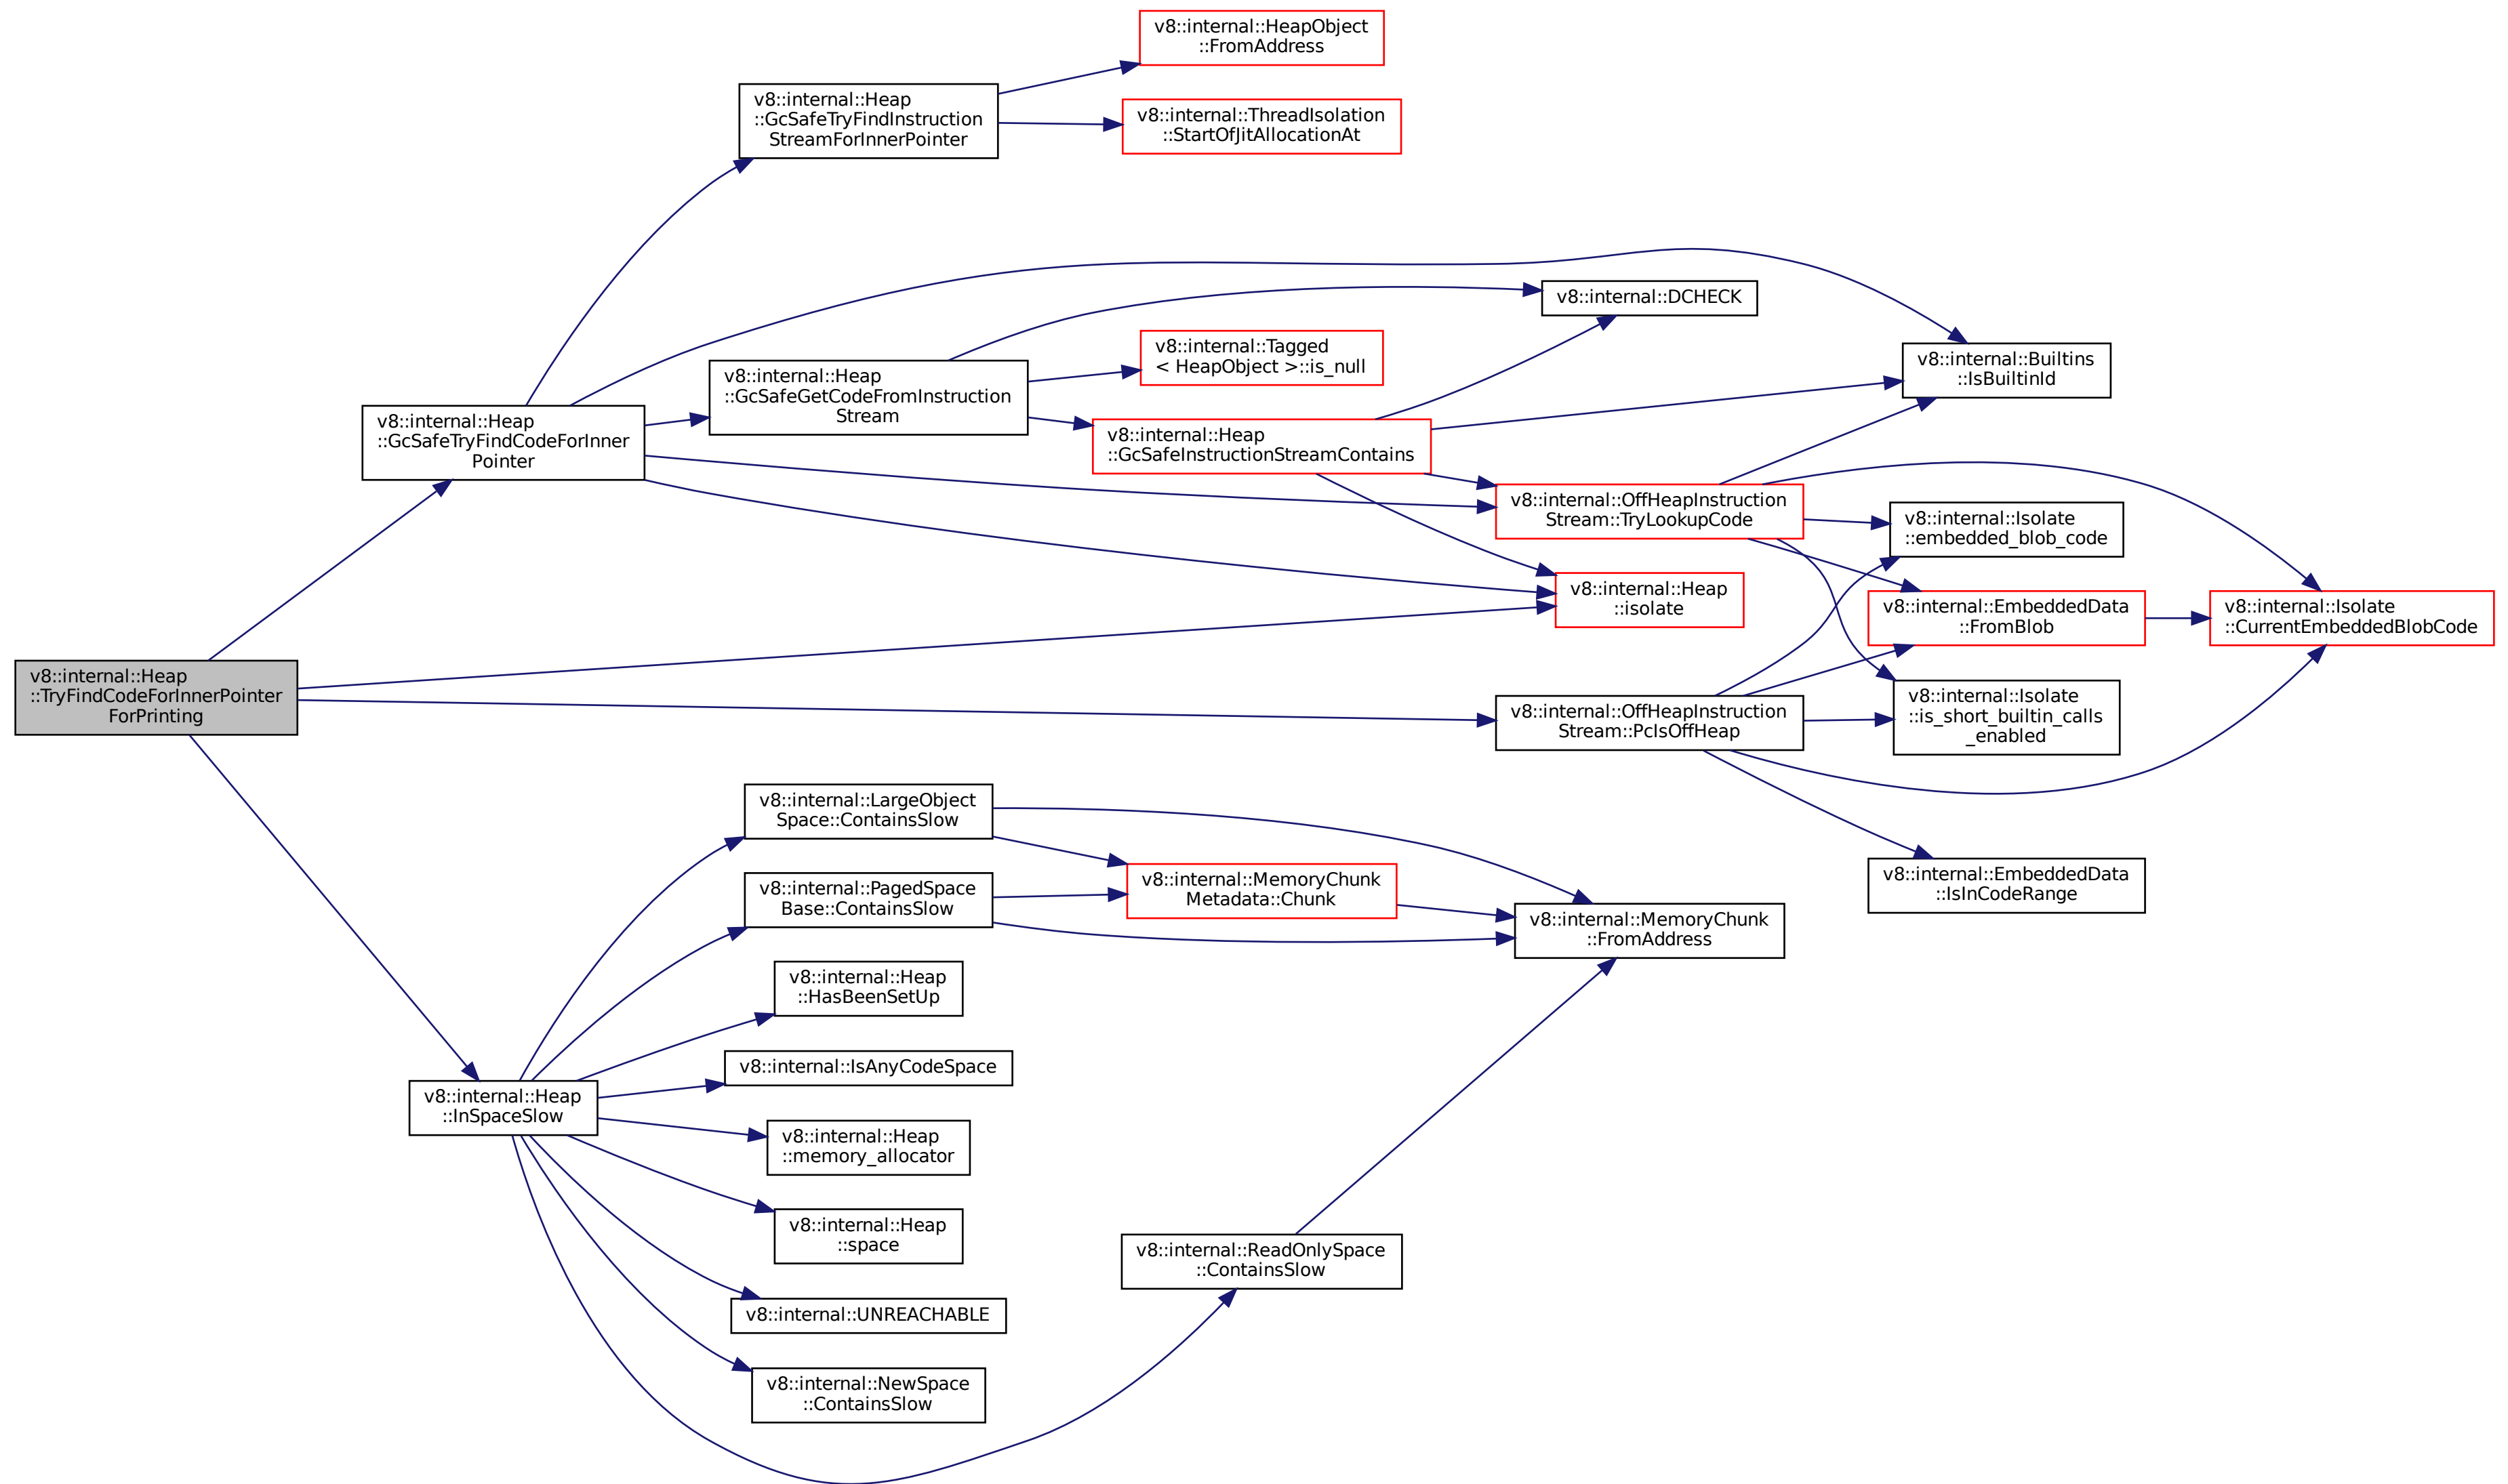 v8::internal::HeapObject
::FromAddress
v8::internal::Heap
::GcSafeTryFindInstruction
StreamForInnerPointer
v8::internal::ThreadIsolation
::StartOfJitAllocationAt
v8::internal::DCHECK
v8::internal::Tagged
< HeapObject >::is_null
v8::internal::Builtins
::IsBuiltinId
v8::internal::Heap
::GcSafeGetCodeFromInstruction
Stream
v8::internal::Heap
::GcSafeTryFindCodeForInner
Pointer
v8::internal::Heap
::GcSafeInstructionStreamContains
v8::internal::OffHeapInstruction
Stream::TryLookupCode
v8::internal::Isolate
::embedded_blob_code
v8::internal::Heap
::isolate
v8::internal::EmbeddedData
::FromBlob
v8::internal::Isolate
::CurrentEmbeddedBlobCode
v8::internal::Heap
::TryFindCodeForInnerPointer
ForPrinting
v8::internal::OffHeapInstruction
Stream::PcIsOffHeap
v8::internal::Isolate
::is_short_builtin_calls
_enabled
v8::internal::LargeObject
Space::ContainsSlow
v8::internal::PagedSpace
Base::ContainsSlow
v8::internal::MemoryChunk
Metadata::Chunk
v8::internal::EmbeddedData
::IsInCodeRange
v8::internal::MemoryChunk
::FromAddress
v8::internal::Heap
::HasBeenSetUp
v8::internal::IsAnyCodeSpace
v8::internal::Heap
::InSpaceSlow
v8::internal::Heap
::memory_allocator
v8::internal::Heap
::space
v8::internal::ReadOnlySpace
::ContainsSlow
v8::internal::UNREACHABLE
v8::internal::NewSpace
::ContainsSlow